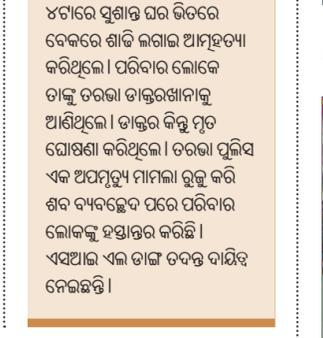 ୪ଟାରେ ସୁଶାନ୍ତ ଘର ଭିତରେ
ବେକରେ ଶାଢି ଲଗାଇ ଆତ୍ମହତ୍ୟା
କରିଥିଲେ। ପରିବାର ଲୋକେ
ତାଙ୍କୁ ତରଭା ଡାକ୍ତରଖାନାକୁ
ଆଣିଥିଲେ। ଡାକ୍ତର କିନ୍ତୁ ମୃତ
ଘୋଷଣା କରିଥିଲେ। ତରଭା ପୁଲିସ
ଏକ ଅପମୃତ୍ୟୁ ମାମଲା ରୁଜୁ କରି
ଶବ ବ୍ୟବଚ୍ଛେଦ ପରେ ପରିବାର
ଲୋକଙ୍କୁ ହସ୍ତାନ୍ତର କରିଛି।
ଏସଆଇ ଏଲ ଡାଙ୍ଗ ତଦନ୍ତ ଦାୟିତ୍ବ
ନେଇଛନ୍ତି।